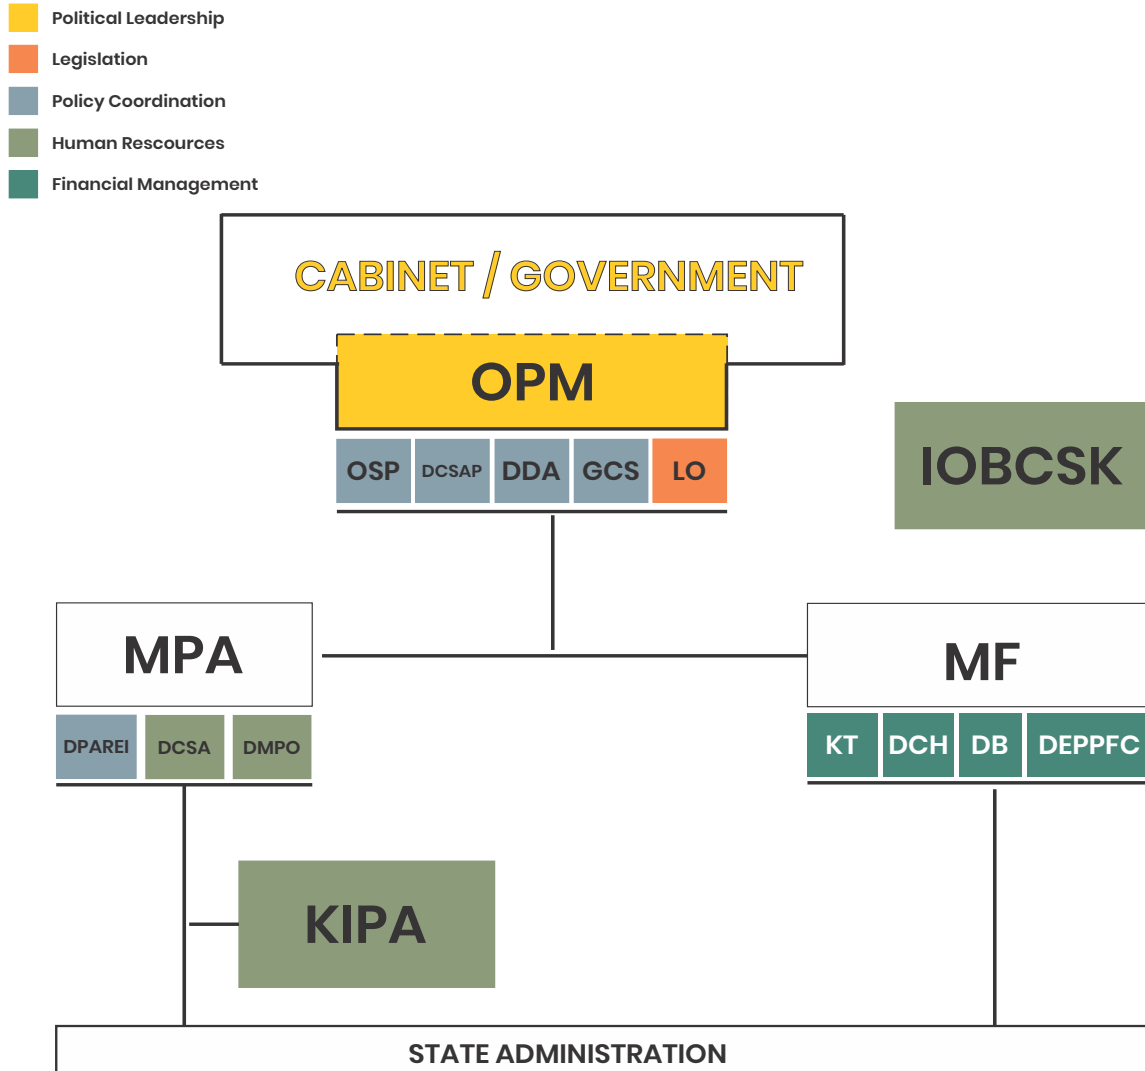 Political Leadership
Legislation
Policy Coordination
Human Rescources
Financial Management
CABINET / GOVERNMENT
OPM
OSP DCSAP DDA GCS LO
IOBCSK
MPA
MF
DPAREI DCSA DMPO
KT DCH DB DEPPFC
KIPA
STATE ADMINISTRATION